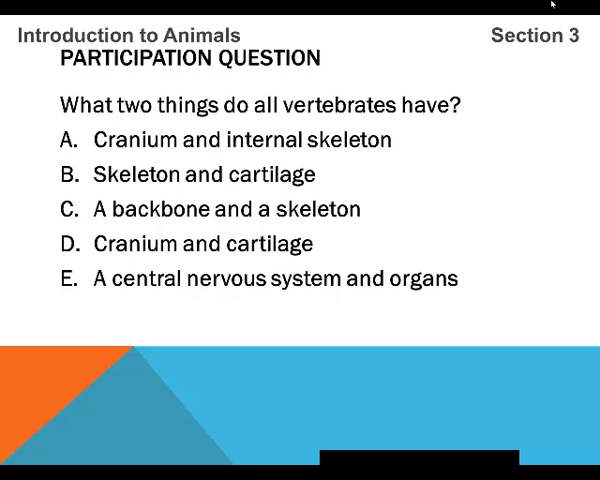 Introduction to Animals Section 3
PARTICIPATION QUESTION
What two things do all vertebrates have?
A. Cranium and internal skeleton
B. Skeleton and cartilage
C. A backbone and a skeleton
D. Cranium and cartilage
E. A central nervous system and organs